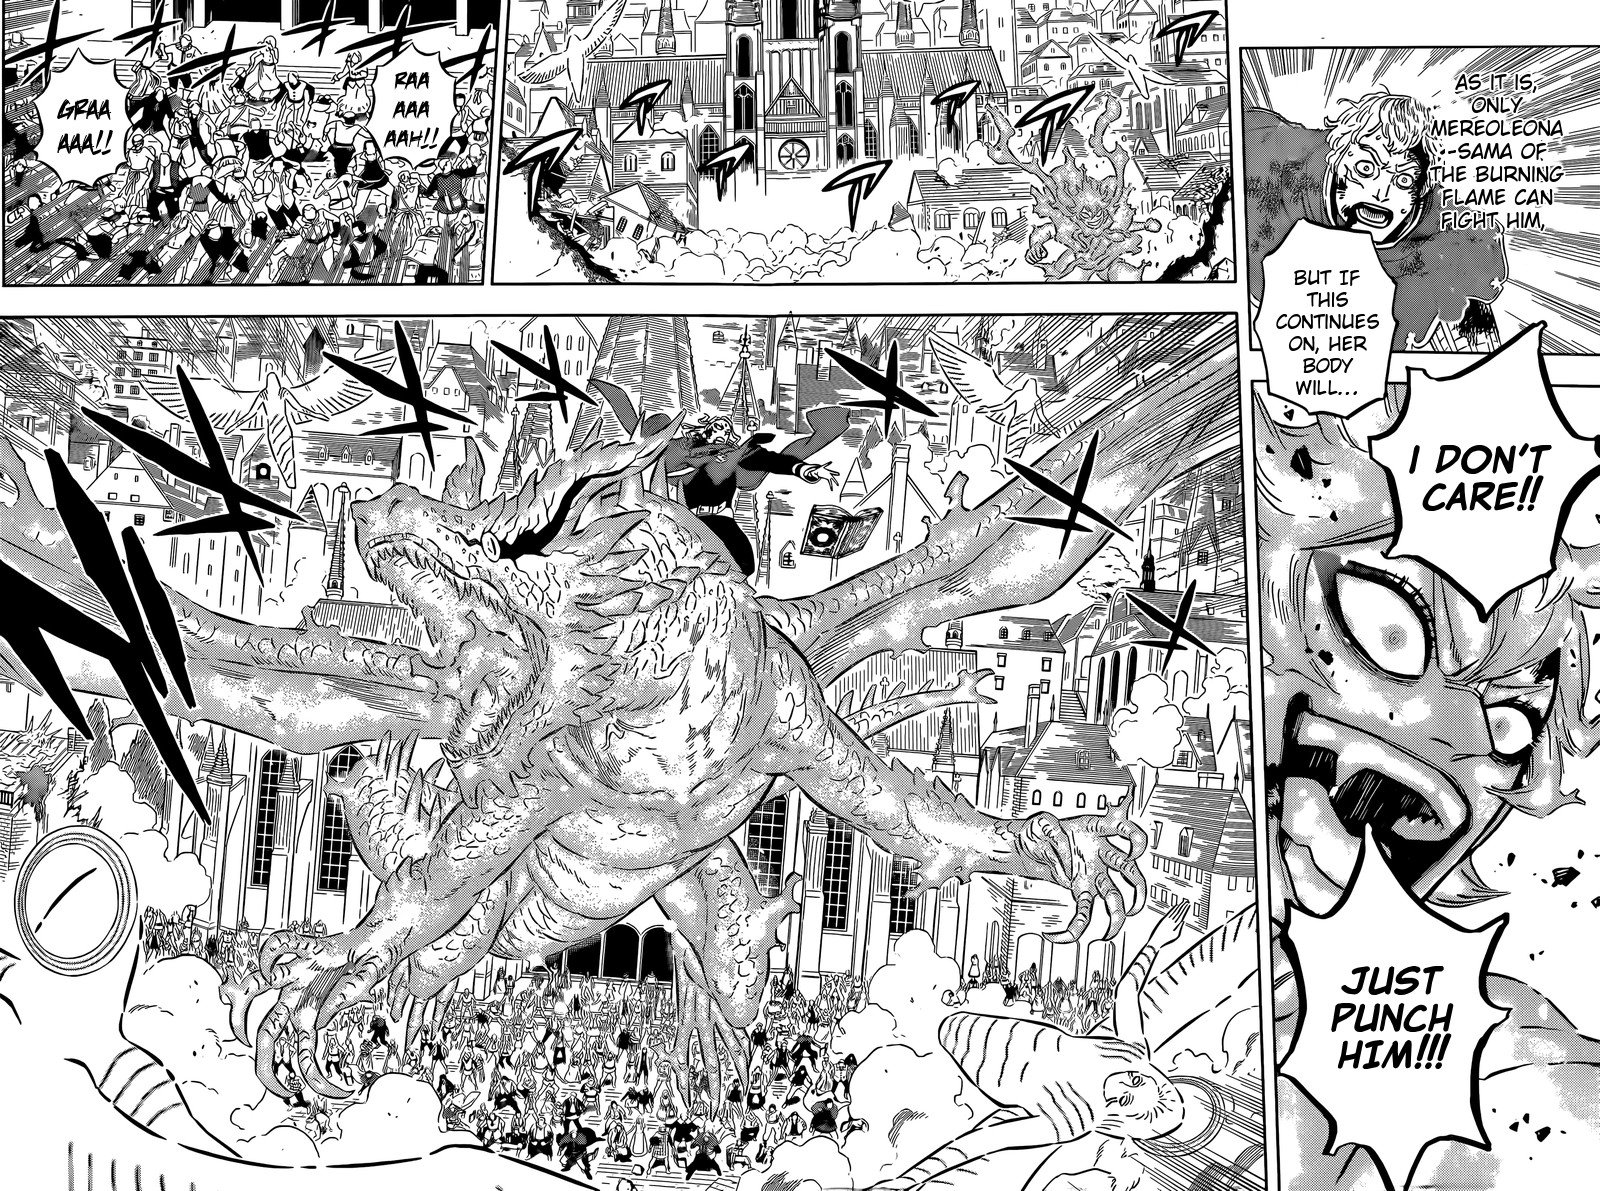 AS IT IS,
ONLY
MEREOLEONA
-SAMA OF
THE BURNING
FLAME CAN
FIGHT HIM,
BUT IF
THIS
CONTINUES
ON, HER
BODY
WILL...
I DON'T
CARE!!
JUST
PUNCH
HIM!!!
RAA
AAA
AAH!!
GRAA
AAA!!